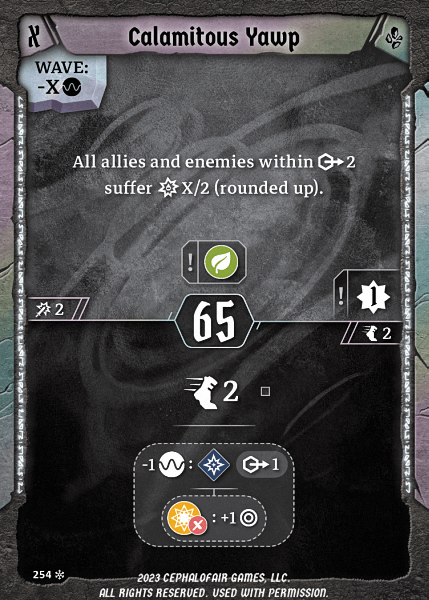 X
Calamitous Yawp
WAVE:
-X
All allies and enemies within 2
suffer X/2 (rounded up).
!
! 1
2
65
2
2
-1 : 1
: +1
254
2023 CEPHALOFAIR GAMES, LLC.
ALL RIGHTS RESERVED. USED WITH PERMISSION.